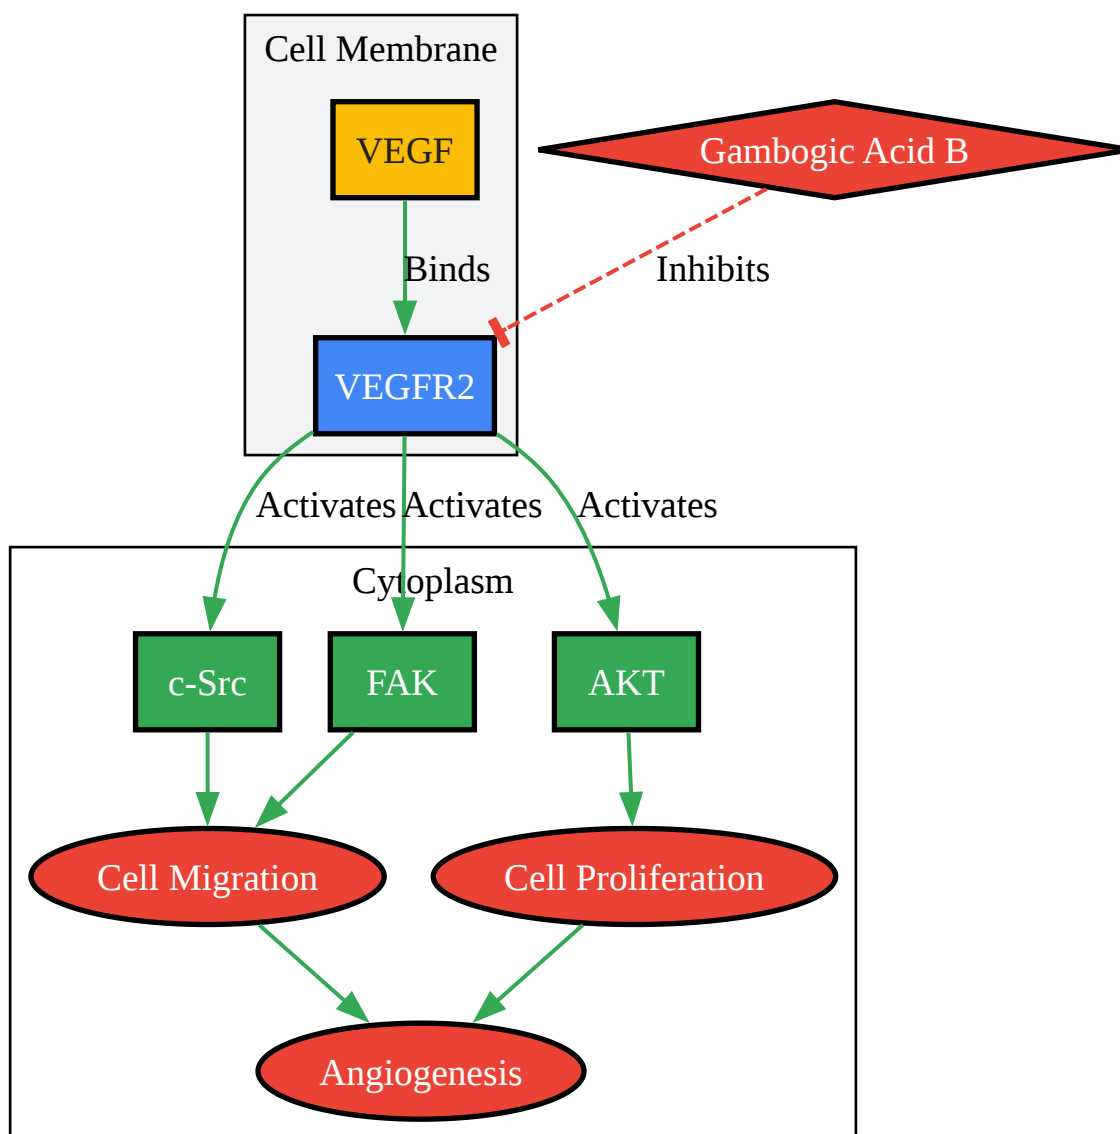 Cell Membrane
VEGF
Gambogic Acid B
Binds
Inhibits
VEGFR2
Activates
Activates
Activates
Cytoplasm
c-Src
FAK
AKT
Cell Migration
Cell Proliferation
Angiogenesis